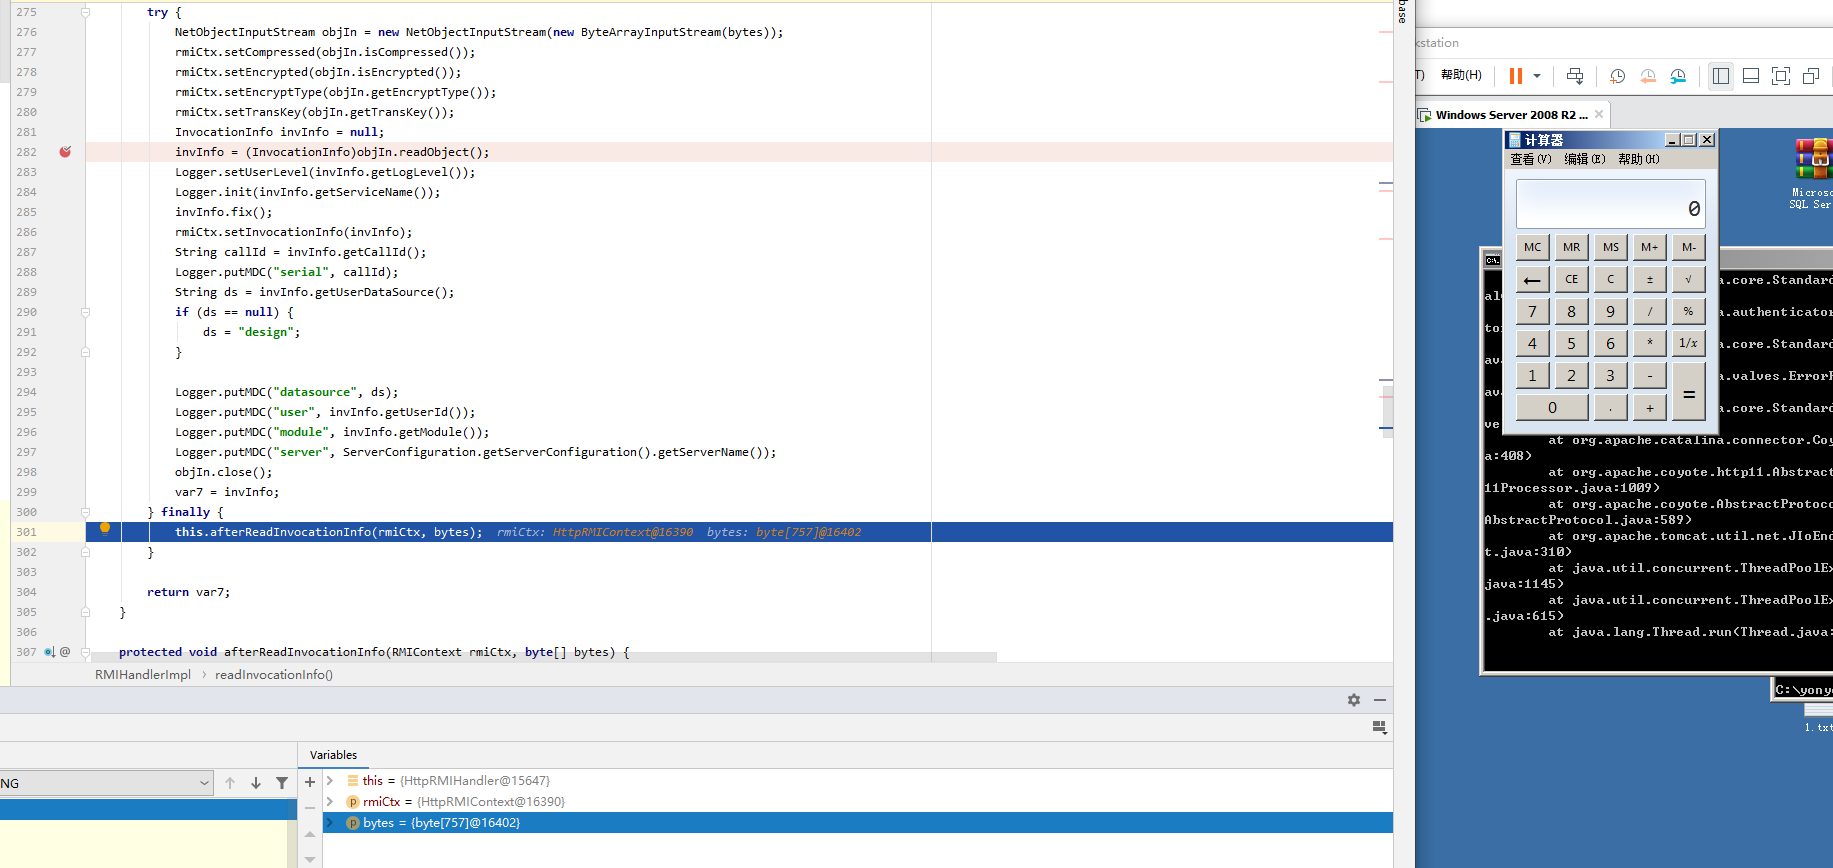 275 try {
276 NetObjectInputStream objIn = new NetObjectInputStream(new ByteArrayInputStream(bytes));
277 rmiCtx.setCompressed(objIn.isCompressed());
278 rmiCtx.setEncrypted(objIn.isEncrypted());
279 rmiCtx.setEncryptType(objIn.getEncryptType());
280 rmiCtx.setTransKey(objIn.getTransKey());
281 InvocationInfo invInfo = null;
282 invInfo = (InvocationInfo)objIn.readObject();
283 Logger.setUserLevel(invInfo.getLogLevel());
284 Logger.init(invInfo.getServiceName());
285 invInfo.fix();
286 rmiCtx.setInvocationInfo(invInfo);
287 String callId = invInfo.getCallId();
288 Logger.putMDC("serial", callId);
289 String ds = invInfo.getUserDataSource();
290 if (ds == null) {
291 ds = "design";
292 }
293
294 Logger.putMDC("datasource", ds);
295 Logger.putMDC("user", invInfo.getUserId());
296 Logger.putMDC("module", invInfo.getModule());
297 Logger.putMDC("server", ServerConfiguration.getServerConfiguration().getServerName());
298 objIn.close();
299 var7 = invInfo;
300 } finally {
301 this.afterReadInvocationInfo(rmiCtx, bytes); rmiCtx: HttpRMIContext@16390 bytes: byte[757]@16402
302 }
303
304 return var7;
305 }
306
307 @ protected void afterReadInvocationInfo(RMIContext rmiCtx, byte[] bytes) {
RMIHandlerImpl › readInvocationInfo()
Variables
NG
this = {HttpRMIHandler@15647}
p rmiCtx = {HttpRMIContext@16390}
p bytes = {byte[757]@16402}
base
kstation
T) 帮助(H)
Windows Server 2008 R2 ...
计算器
查看(V) 编辑(E) 帮助(H)
0
MC MR MS M+ M-
← CE C ± √
7 8 9 / %
4 5 6 * 1/x
1 2 3 - =
0 . +
Microso
SQL Ser
C:\.
a.core.Standard
a.authenticator
a.core.Standard
a.valves.ErrorR
a.core.Standard
at org.apache.catalina.connector.Coy
a:408)
at org.apache.coyote.http11.Abstract
11Processor.java:1009)
at org.apache.coyote.AbstractProtoco
AbstractProtocol.java:589)
at org.apache.tomcat.util.net.JIoEnd
t.java:310)
at java.util.concurrent.ThreadPoolEx
java:1145)
at java.util.concurrent.ThreadPoolEx
.java:615)
at java.lang.Thread.run(Thread.java:
C:\yony
1.txt